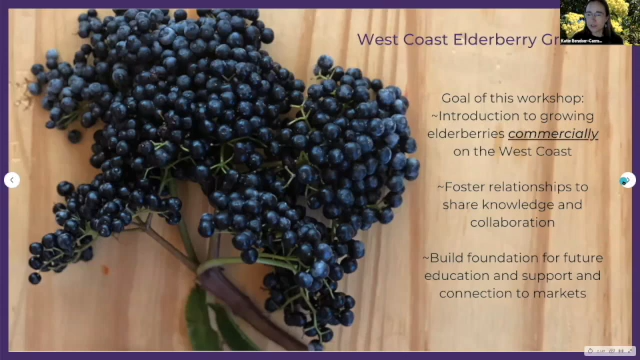 West Coast Elderberry Gr
Goal of this workshop:
~Introduction to growing
elderberries commercially
on the West Coast
~Foster relationships to
share knowledge and
collaboration
~Build foundation for future
education and support and
connection to markets